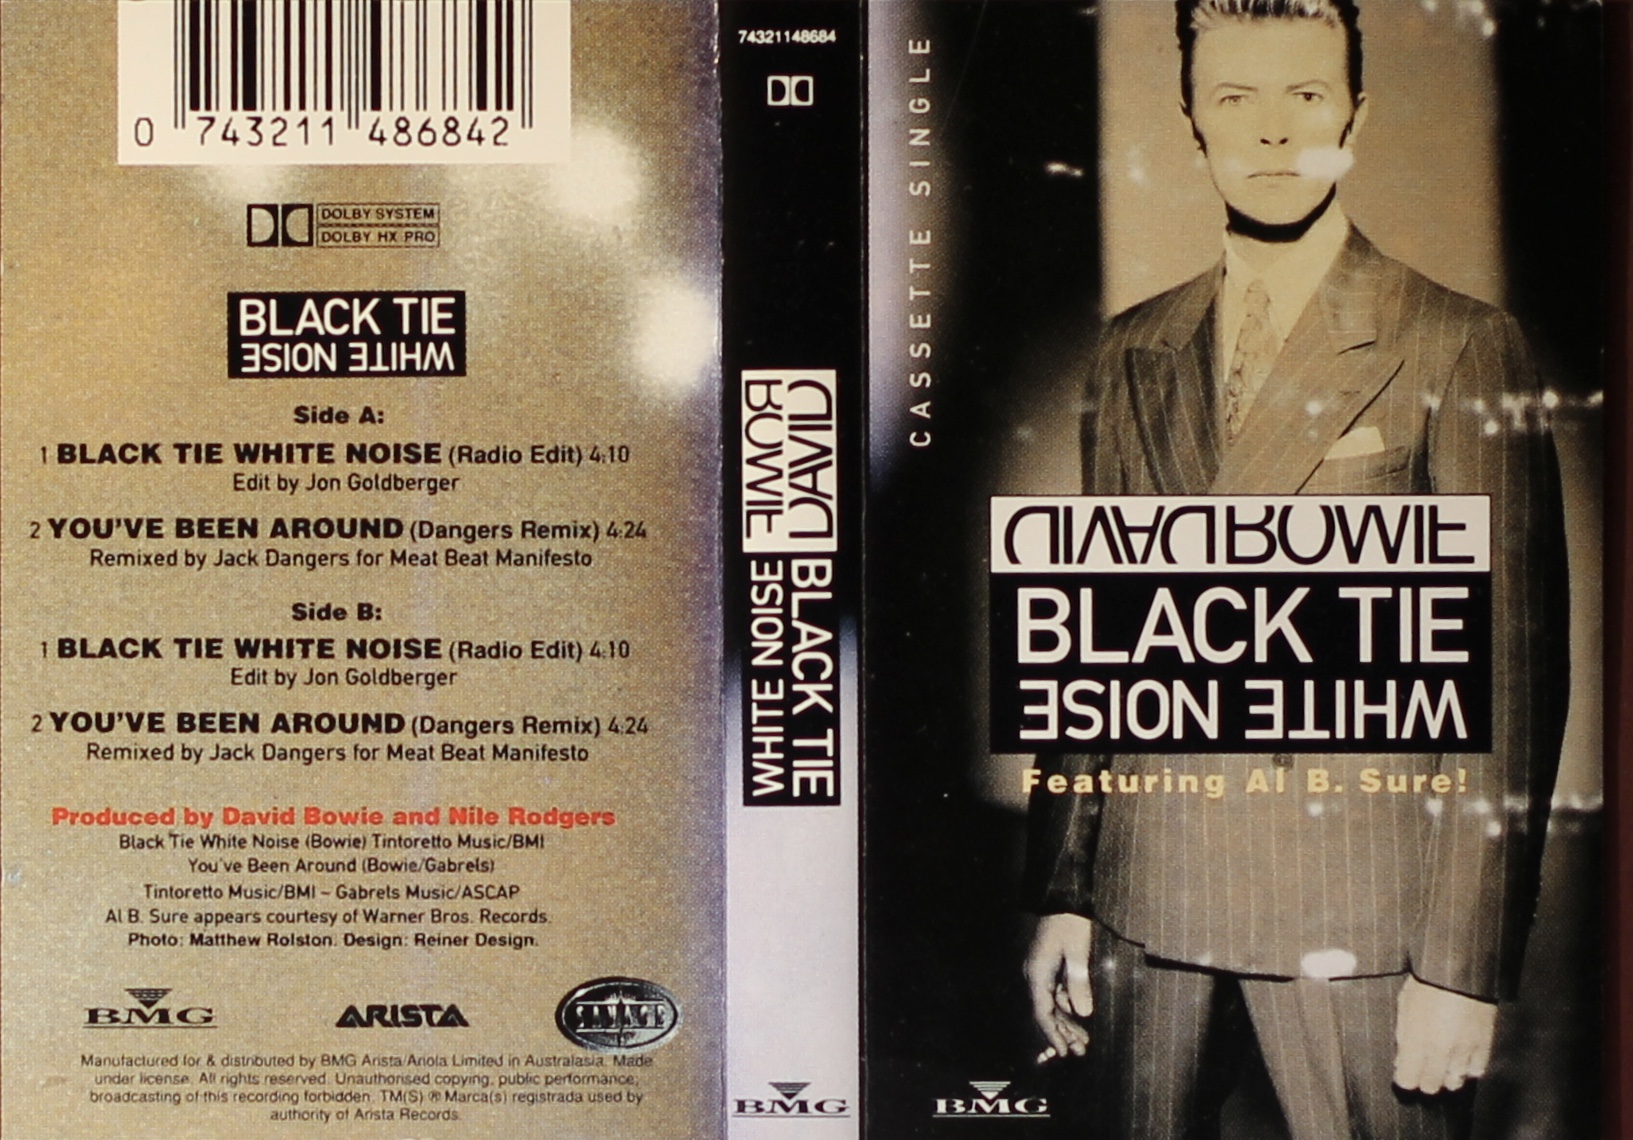 0 743211 486842
DOLBY SYSTEM
DOLBY HX PRO
BLACK TIE
WHITE NOISE
Side A:
1 BLACK TIE WHITE NOISE (Radio Edit) 4:10
Edit by Jon Goldberger
2 YOU'VE BEEN AROUND (Dangers Remix) 4:24
Remixed by Jack Dangers for Meat Beat Manifesto
Side B:
1 BLACK TIE WHITE NOISE (Radio Edit) 4:10
Edit by Jon Goldberger
2 YOU'VE BEEN AROUND (Dangers Remix) 4:24
Remixed by Jack Dangers for Meat Beat Manifesto
Produced by David Bowie and Nile Rodgers
Black Tie White Noise (Bowie) Tintoretto Music/BMI
You've Been Around (Bowie/Gabrels)
Tintoretto Music/BMI – Gabrels Music/ASCAP
Al B. Sure appears courtesy of Warner Bros. Records.
Photo: Matthew Rolston. Design: Reiner Design.
BMG ARISTA SAVAGE
Manufactured for & distributed by BMG Arista/Ariola Limited in Australasia. Made
under license. All rights reserved. Unauthorised copying, public performance,
broadcasting of this recording forbidden. TM(S) ® Marca(s) registrada used by
authority of Arista Records.
74321148684
DAVID
BOWIE
BLACK TIE
WHITE NOISE
BMG
CASSETTE SINGLE
DAVID BOWIE
BLACK TIE
WHITE NOISE
Featuring Al B. Sure!
BMG